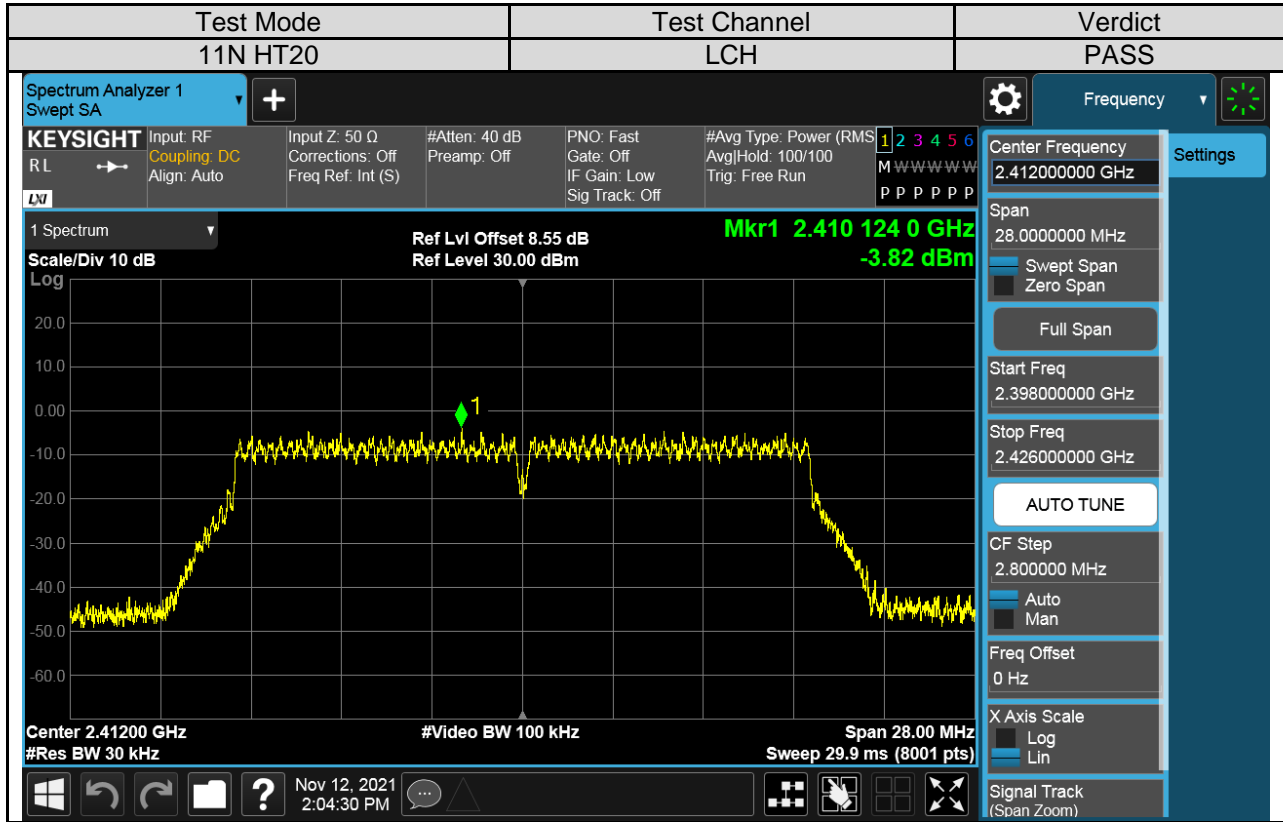 Test Mode Test Channel Verdict
11N HT20 LCH PASS
Spectrum Analyzer 1
Swept SA
Frequency
KEYSIGHT Input: RF Input Z: 50 Ω #Atten: 40 dB PNO: Fast #Avg Type: Power (RMS 1 2 3 4 5 6
RL Coupling: DC Corrections: Off Preamp: Off Gate: Off Avg|Hold: 100/100 M W W W W W
Align: Auto Freq Ref: Int (S) IF Gain: Low Trig: Free Run
LXI Sig Track: Off P P P P P P
1 Spectrum Ref Lvl Offset 8.55 dB Mkr1 2.410 124 0 GHz
Scale/Div 10 dB Ref Level 30.00 dBm -3.82 dBm
Log
20.0
10.0
0.00
-10.0
-20.0
-30.0
-40.0
-50.0
-60.0
1
Center 2.41200 GHz #Video BW 100 kHz Span 28.00 MHz
#Res BW 30 kHz Sweep 29.9 ms (8001 pts)
Nov 12, 2021
2:04:30 PM
Center Frequency
2.412000000 GHz
Settings
Span
28.0000000 MHz
Swept Span
Zero Span
Full Span
Start Freq
2.398000000 GHz
Stop Freq
2.426000000 GHz
AUTO TUNE
CF Step
2.800000 MHz
Auto
Man
Freq Offset
0 Hz
X Axis Scale
Log
Lin
Signal Track
(Span Zoom)